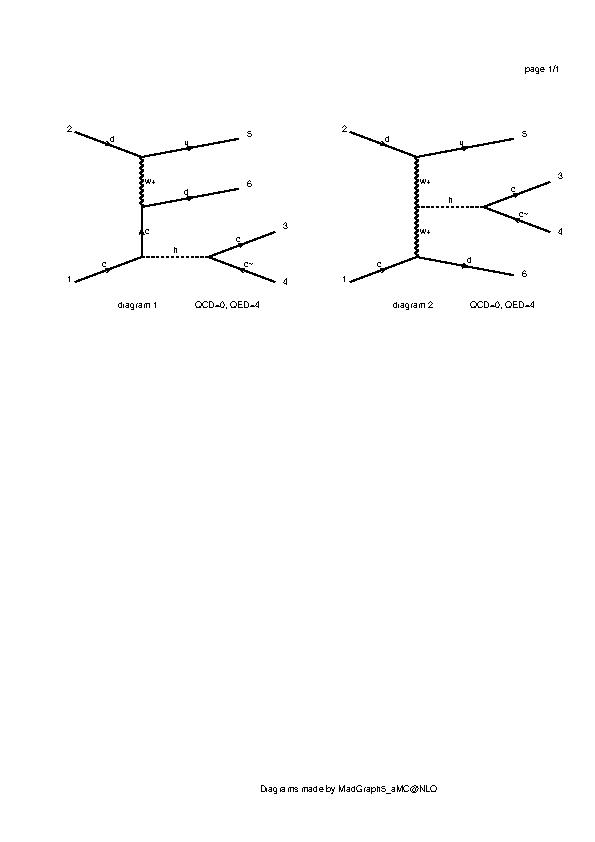 page 1/1
2 d u 5
w+
d 6
c
c h c 3
1 c~ 4
diagram 1 QCD=0, QED=4
2 d u 5
w+
h c 3
c~ 4
w+
1 c d 6
diagram 2 QCD=0, QED=4
Diagrams made by MadGraph5_aMC@NLO